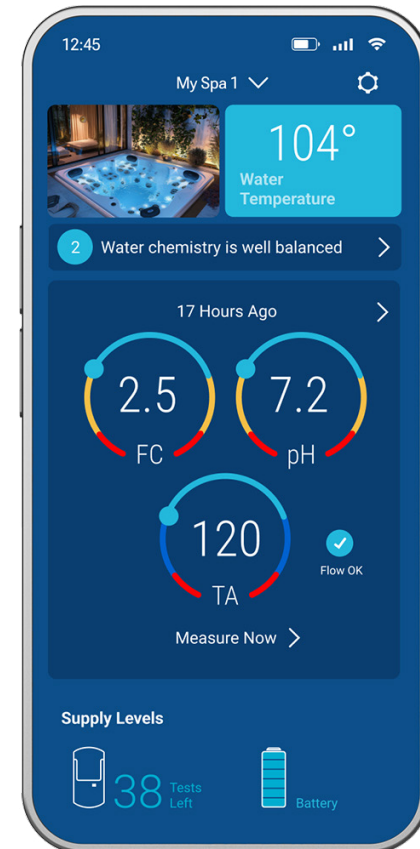 12:45
My Spa 1
104°
Water
Temperature
2 Water chemistry is well balanced
17 Hours Ago
2.5
FC
7.2
pH
120
TA
Flow OK
Measure Now
Supply Levels
38 Tests
Left
Battery